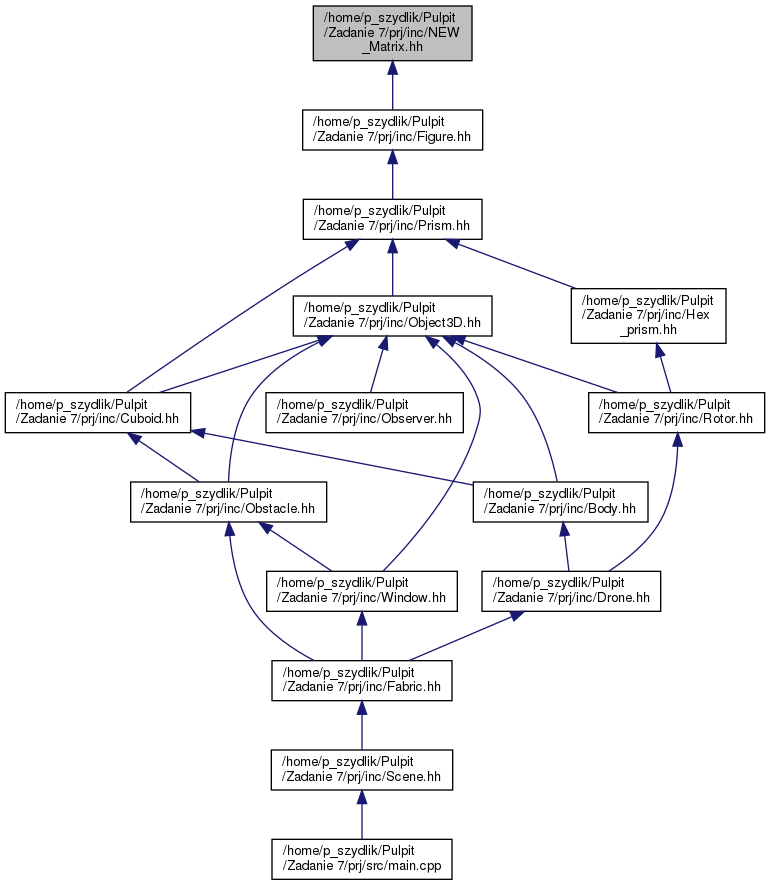 /home/p_szydlik/Pulpit
/Zadanie 7/prj/inc/NEW
_Matrix.hh
/home/p_szydlik/Pulpit
/Zadanie 7/prj/inc/Figure.hh
/home/p_szydlik/Pulpit
/Zadanie 7/prj/inc/Prism.hh
/home/p_szydlik/Pulpit
/Zadanie 7/prj/inc/Object3D.hh
/home/p_szydlik/Pulpit
/Zadanie 7/prj/inc/Hex
_prism.hh
/home/p_szydlik/Pulpit
/Zadanie 7/prj/inc/Cuboid.hh
/home/p_szydlik/Pulpit
/Zadanie 7/prj/inc/Observer.hh
/home/p_szydlik/Pulpit
/Zadanie 7/prj/inc/Rotor.hh
/home/p_szydlik/Pulpit
/Zadanie 7/prj/inc/Obstacle.hh
/home/p_szydlik/Pulpit
/Zadanie 7/prj/inc/Body.hh
/home/p_szydlik/Pulpit
/Zadanie 7/prj/inc/Window.hh
/home/p_szydlik/Pulpit
/Zadanie 7/prj/inc/Drone.hh
/home/p_szydlik/Pulpit
/Zadanie 7/prj/inc/Fabric.hh
/home/p_szydlik/Pulpit
/Zadanie 7/prj/inc/Scene.hh
/home/p_szydlik/Pulpit
/Zadanie 7/prj/src/main.cpp